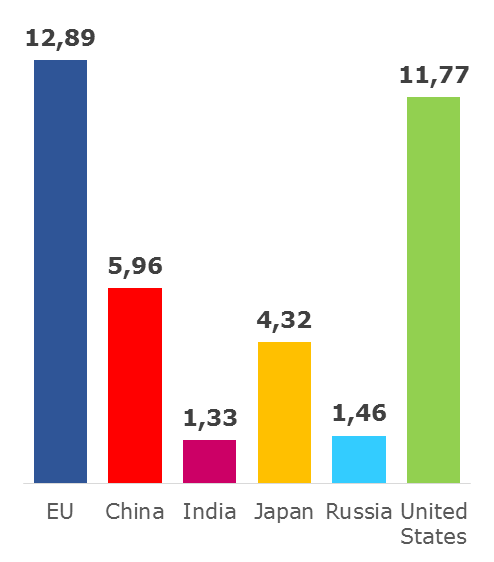 12,89
11,77
5,96
4,32
1,33
1,46
EU
China
India
Japan
Russia
United
States